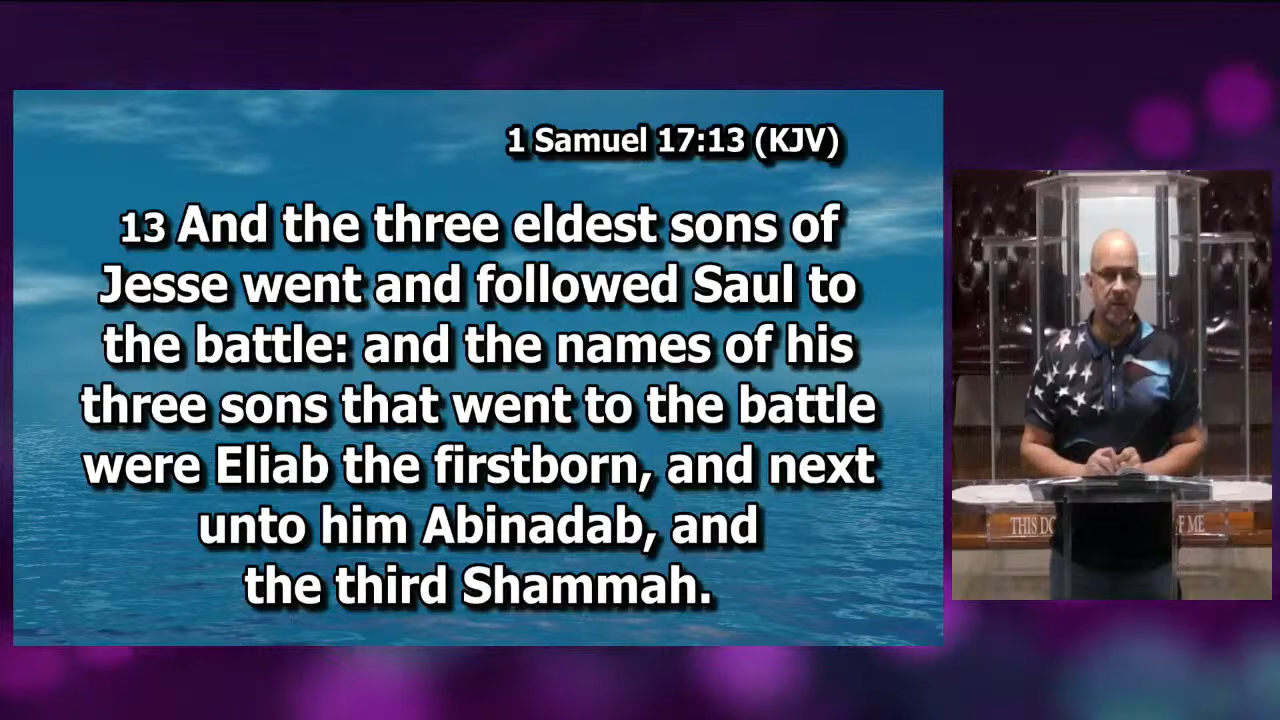 1 Samuel 17:13 (KJV)
13 And the three eldest sons of
Jesse went and followed Saul to
the battle: and the names of his
three sons that went to the battle
were Eliab the firstborn, and next
unto him Abinadab, and
the third Shammah.
THIS DO
OF ME